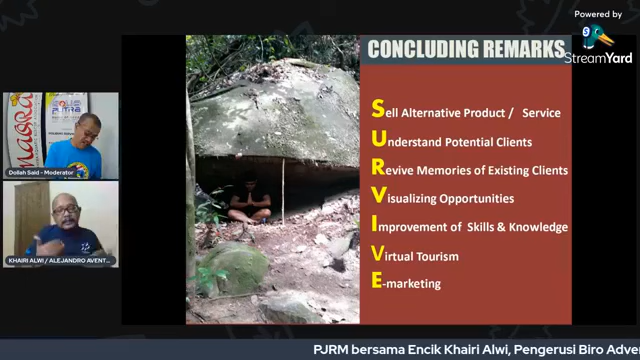 Powered by
StreamYard
CONCLUDING REMARKS
Sell Alternative Product / Service
Understand Potential Clients
Revive Memories of Existing Clients
Visualizing Opportunities
Improvement of Skills & Knowledge
Virtual Tourism
E-marketing
Dollah Said - Moderator
KHAIRI ALWI / ALEJANDRO AVENT...
PJRM bersama Encik Khairi Alwi, Pengerusi Biro Adve